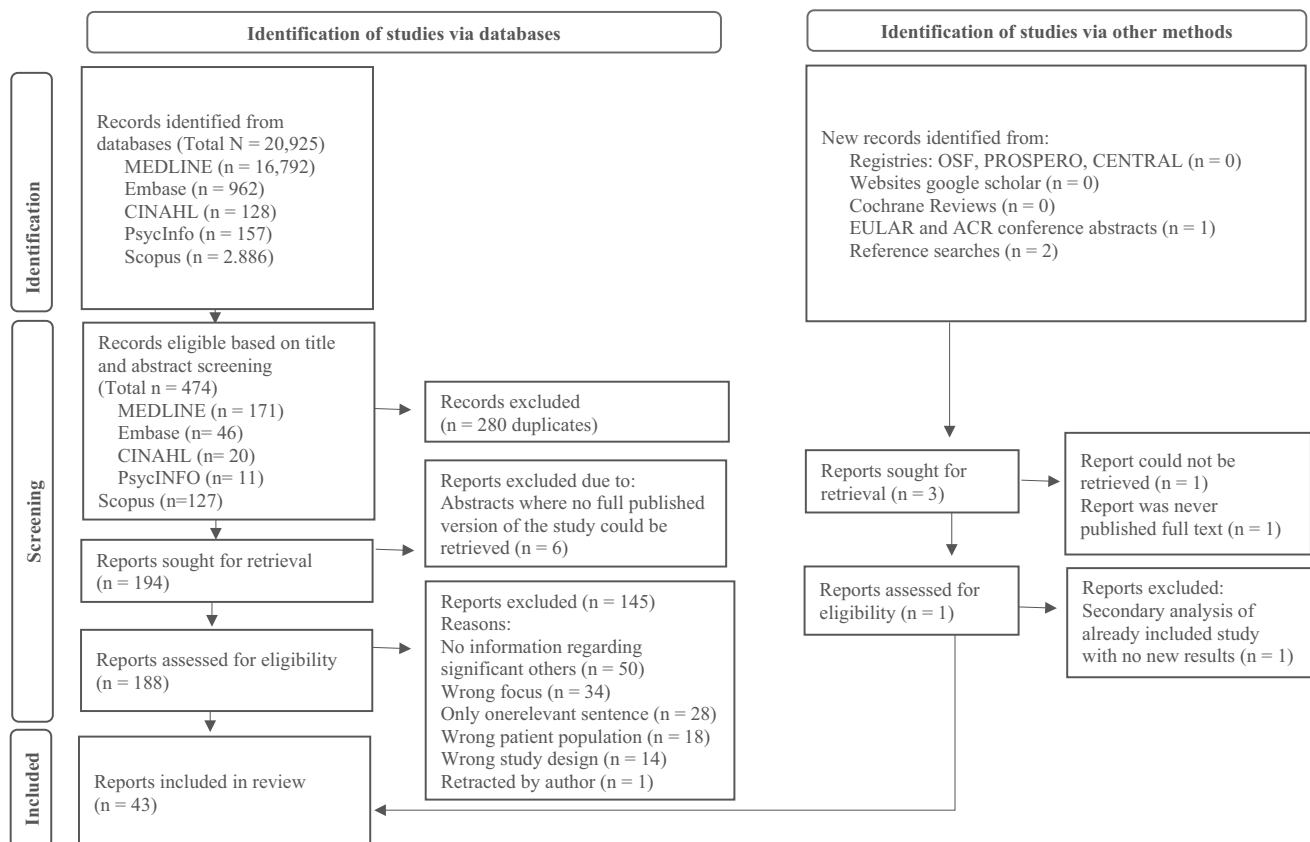 Identification of studies via databases
Identification of studies via other methods
Identification
Records identified from
databases (Total N = 20,925)
MEDLINE (n = 16,792)
Embase (n = 962)
CINAHL (n = 128)
PsycInfo (n = 157)
Scopus (n = 2.886)
New records identified from:
Registries: OSF, PROSPERO, CENTRAL (n = 0)
Websites google scholar (n = 0)
Cochrane Reviews (n = 0)
EULAR and ACR conference abstracts (n = 1)
Reference searches (n = 2)
Screening
Records eligible based on title
and abstract screening
(Total n = 474)
MEDLINE (n = 171)
Embase (n= 46)
CINAHL (n= 20)
PsycINFO (n= 11)
Scopus (n=127)
Records excluded
(n = 280 duplicates)
Reports sought for retrieval
(n = 194)
Reports excluded due to:
Abstracts where no full published
version of the study could be
retrieved (n = 6)
Reports assessed for eligibility
(n = 188)
Reports excluded (n = 145)
Reasons:
No information regarding
significant others (n = 50)
Wrong focus (n = 34)
Only onerelevant sentence (n = 28)
Wrong patient population (n = 18)
Wrong study design (n = 14)
Retracted by author (n = 1)
Reports sought for
retrieval (n = 3)
Report could not be
retrieved (n = 1)
Report was never
published full text (n = 1)
Reports assessed for
eligibility (n = 1)
Reports excluded:
Secondary analysis of
already included study
with no new results (n = 1)
Included
Reports included in review
(n = 43)